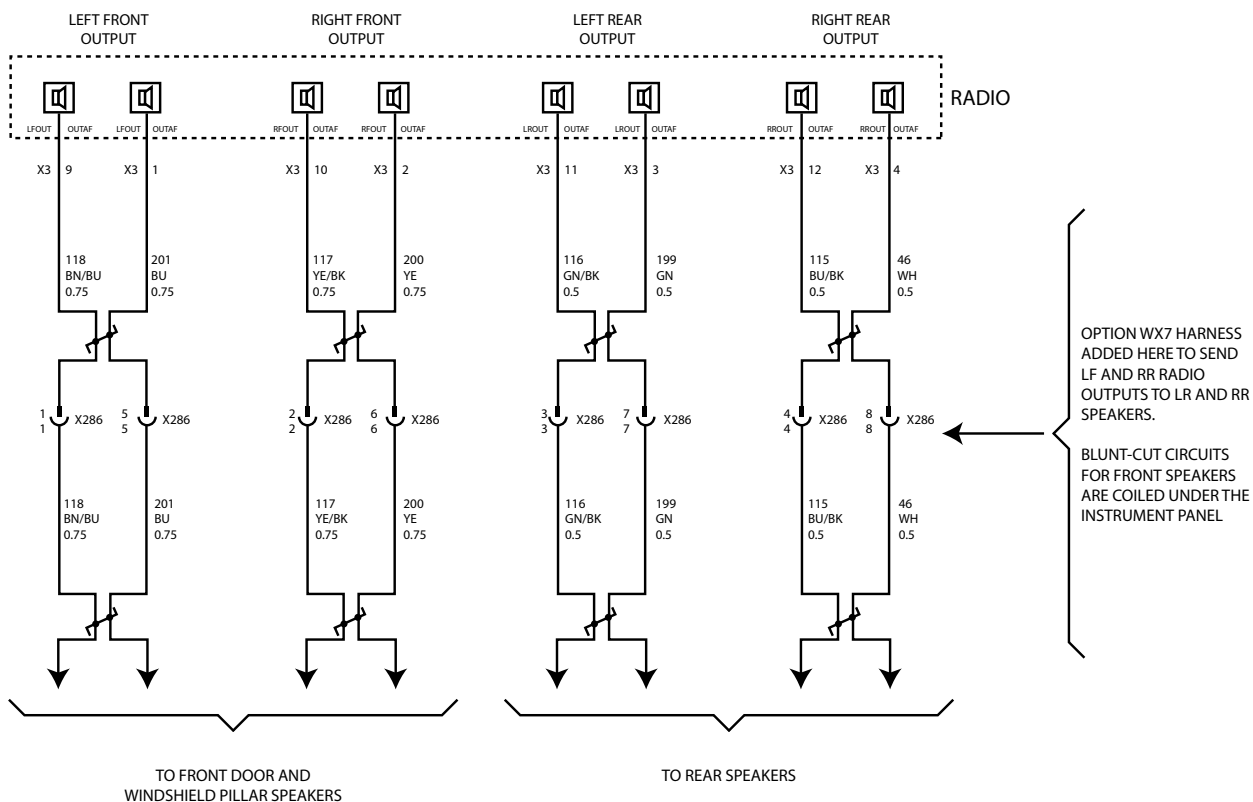 LEFT FRONT
OUTPUT
RIGHT FRONT
OUTPUT
LEFT REAR
OUTPUT
RIGHT REAR
OUTPUT
RADIO
LFOUT OUTAF LFOUT OUTAF RFOUT OUTAF RFOUT OUTAF LROUT OUTAF LROUT OUTAF RROUT OUTAF RROUT OUTAF
X3 9 X3 1 X3 10 X3 2 X3 11 X3 3 X3 12 X3 4
118
BN/BU
0.75
201
BU
0.75
117
YE/BK
0.75
200
YE
0.75
116
GN/BK
0.5
199
GN
0.5
115
BU/BK
0.5
46
WH
0.5
1 5 2 6 3 7 4 8
X286 X286 X286 X286 X286 X286 X286 X286
1 5 2 6 3 7 4 8
118
BN/BU
0.75
201
BU
0.75
117
YE/BK
0.75
200
YE
0.75
116
GN/BK
0.5
199
GN
0.5
115
BU/BK
0.5
46
WH
0.5
OPTION WX7 HARNESS
ADDED HERE TO SEND
LF AND RR RADIO
OUTPUTS TO LR AND RR
SPEAKERS.
BLUNT-CUT CIRCUITS
FOR FRONT SPEAKERS
ARE COILED UNDER THE
INSTRUMENT PANEL
TO FRONT DOOR AND
WINDSHIELD PILLAR SPEAKERS
TO REAR SPEAKERS